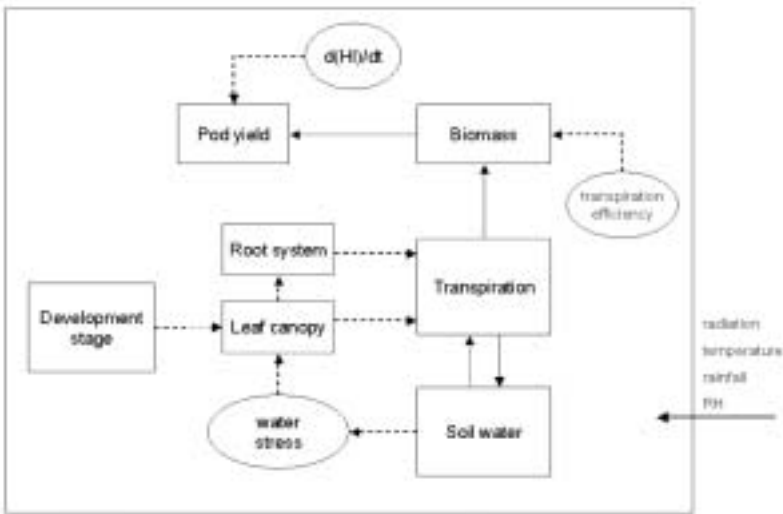 d(HI)/dt
Pod yield
Biomass
transpiration
efficiency
Root system
Transpiration
Development
stage
Leaf canopy
radiation
temperature
rainfall
RH
water
stress
Soil water